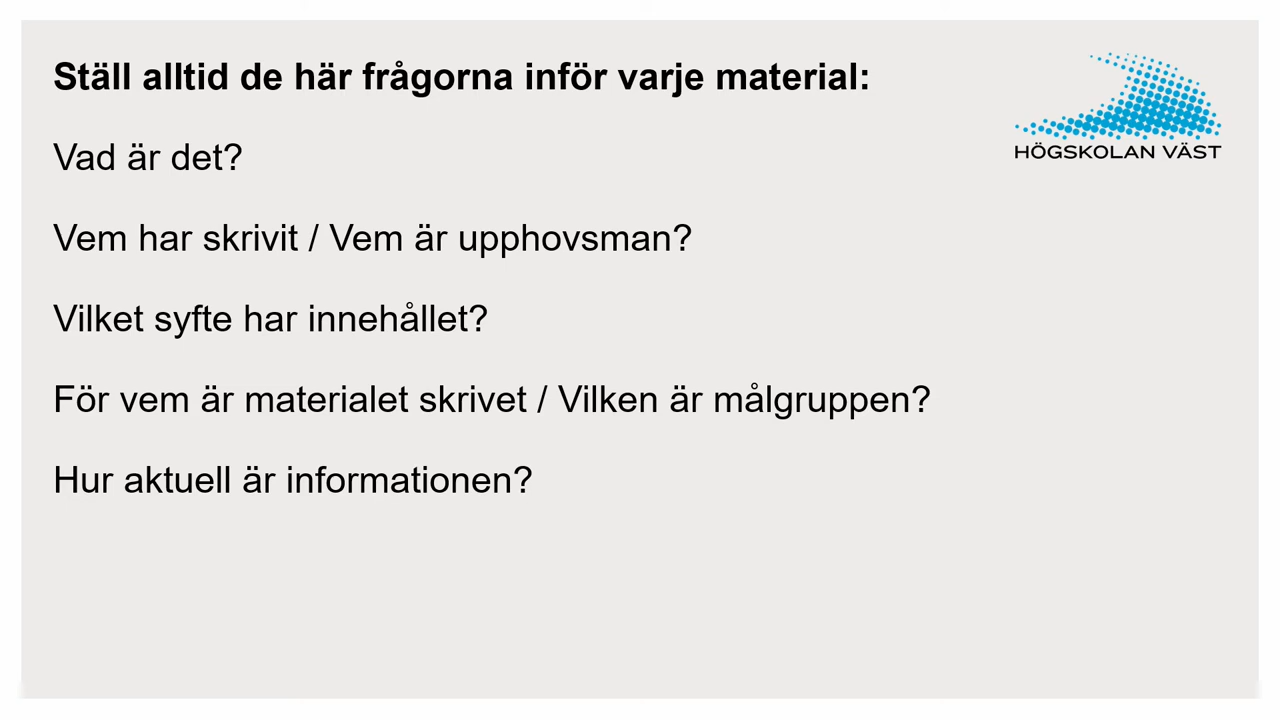 Ställ alltid de här frågorna inför varje material:
HÖGSKOLAN VÄST
Vad är det?
Vem har skrivit / Vem är upphovsman?
Vilket syfte har innehållet?
För vem är materialet skrivet / Vilken är målgruppen?
Hur aktuell är informationen?